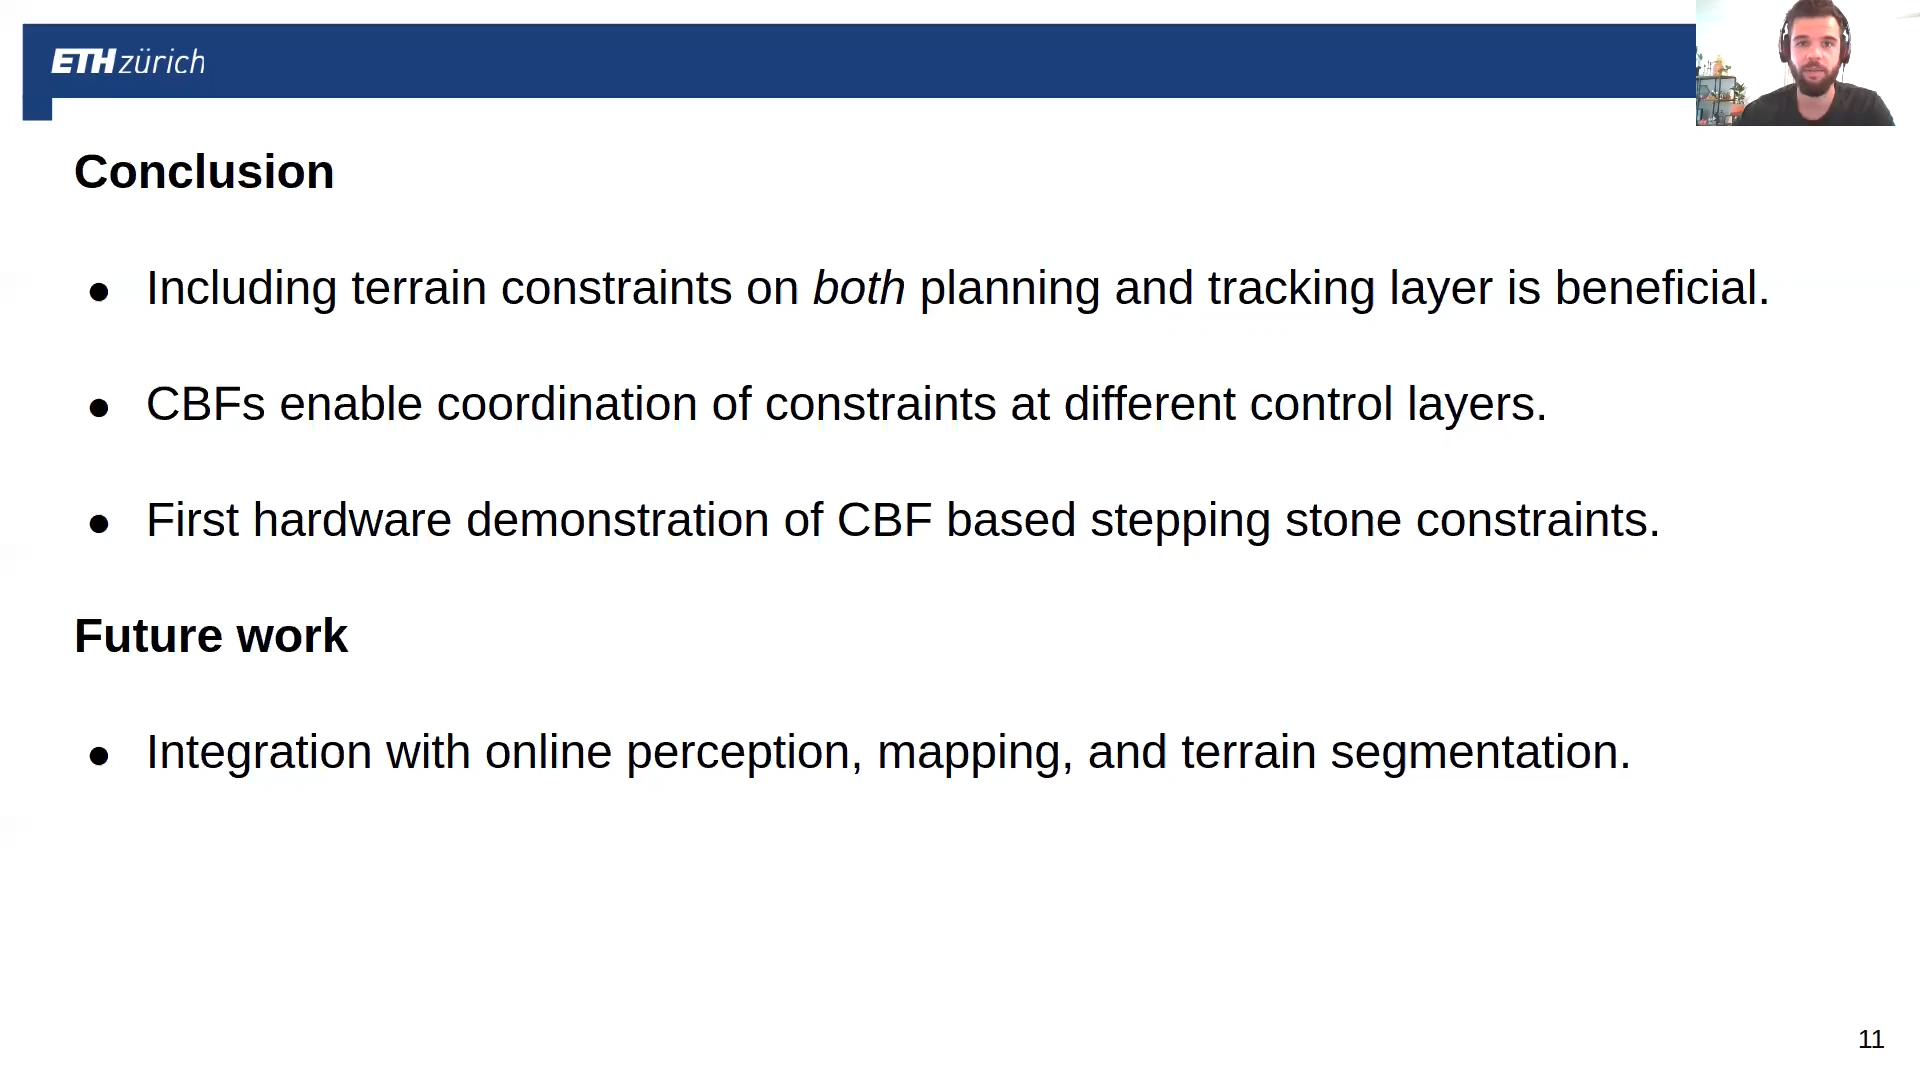 ETH zürich
Conclusion
● Including terrain constraints on both planning and tracking layer is beneficial.
● CBFs enable coordination of constraints at different control layers.
● First hardware demonstration of CBF based stepping stone constraints.
Future work
● Integration with online perception, mapping, and terrain segmentation.
11